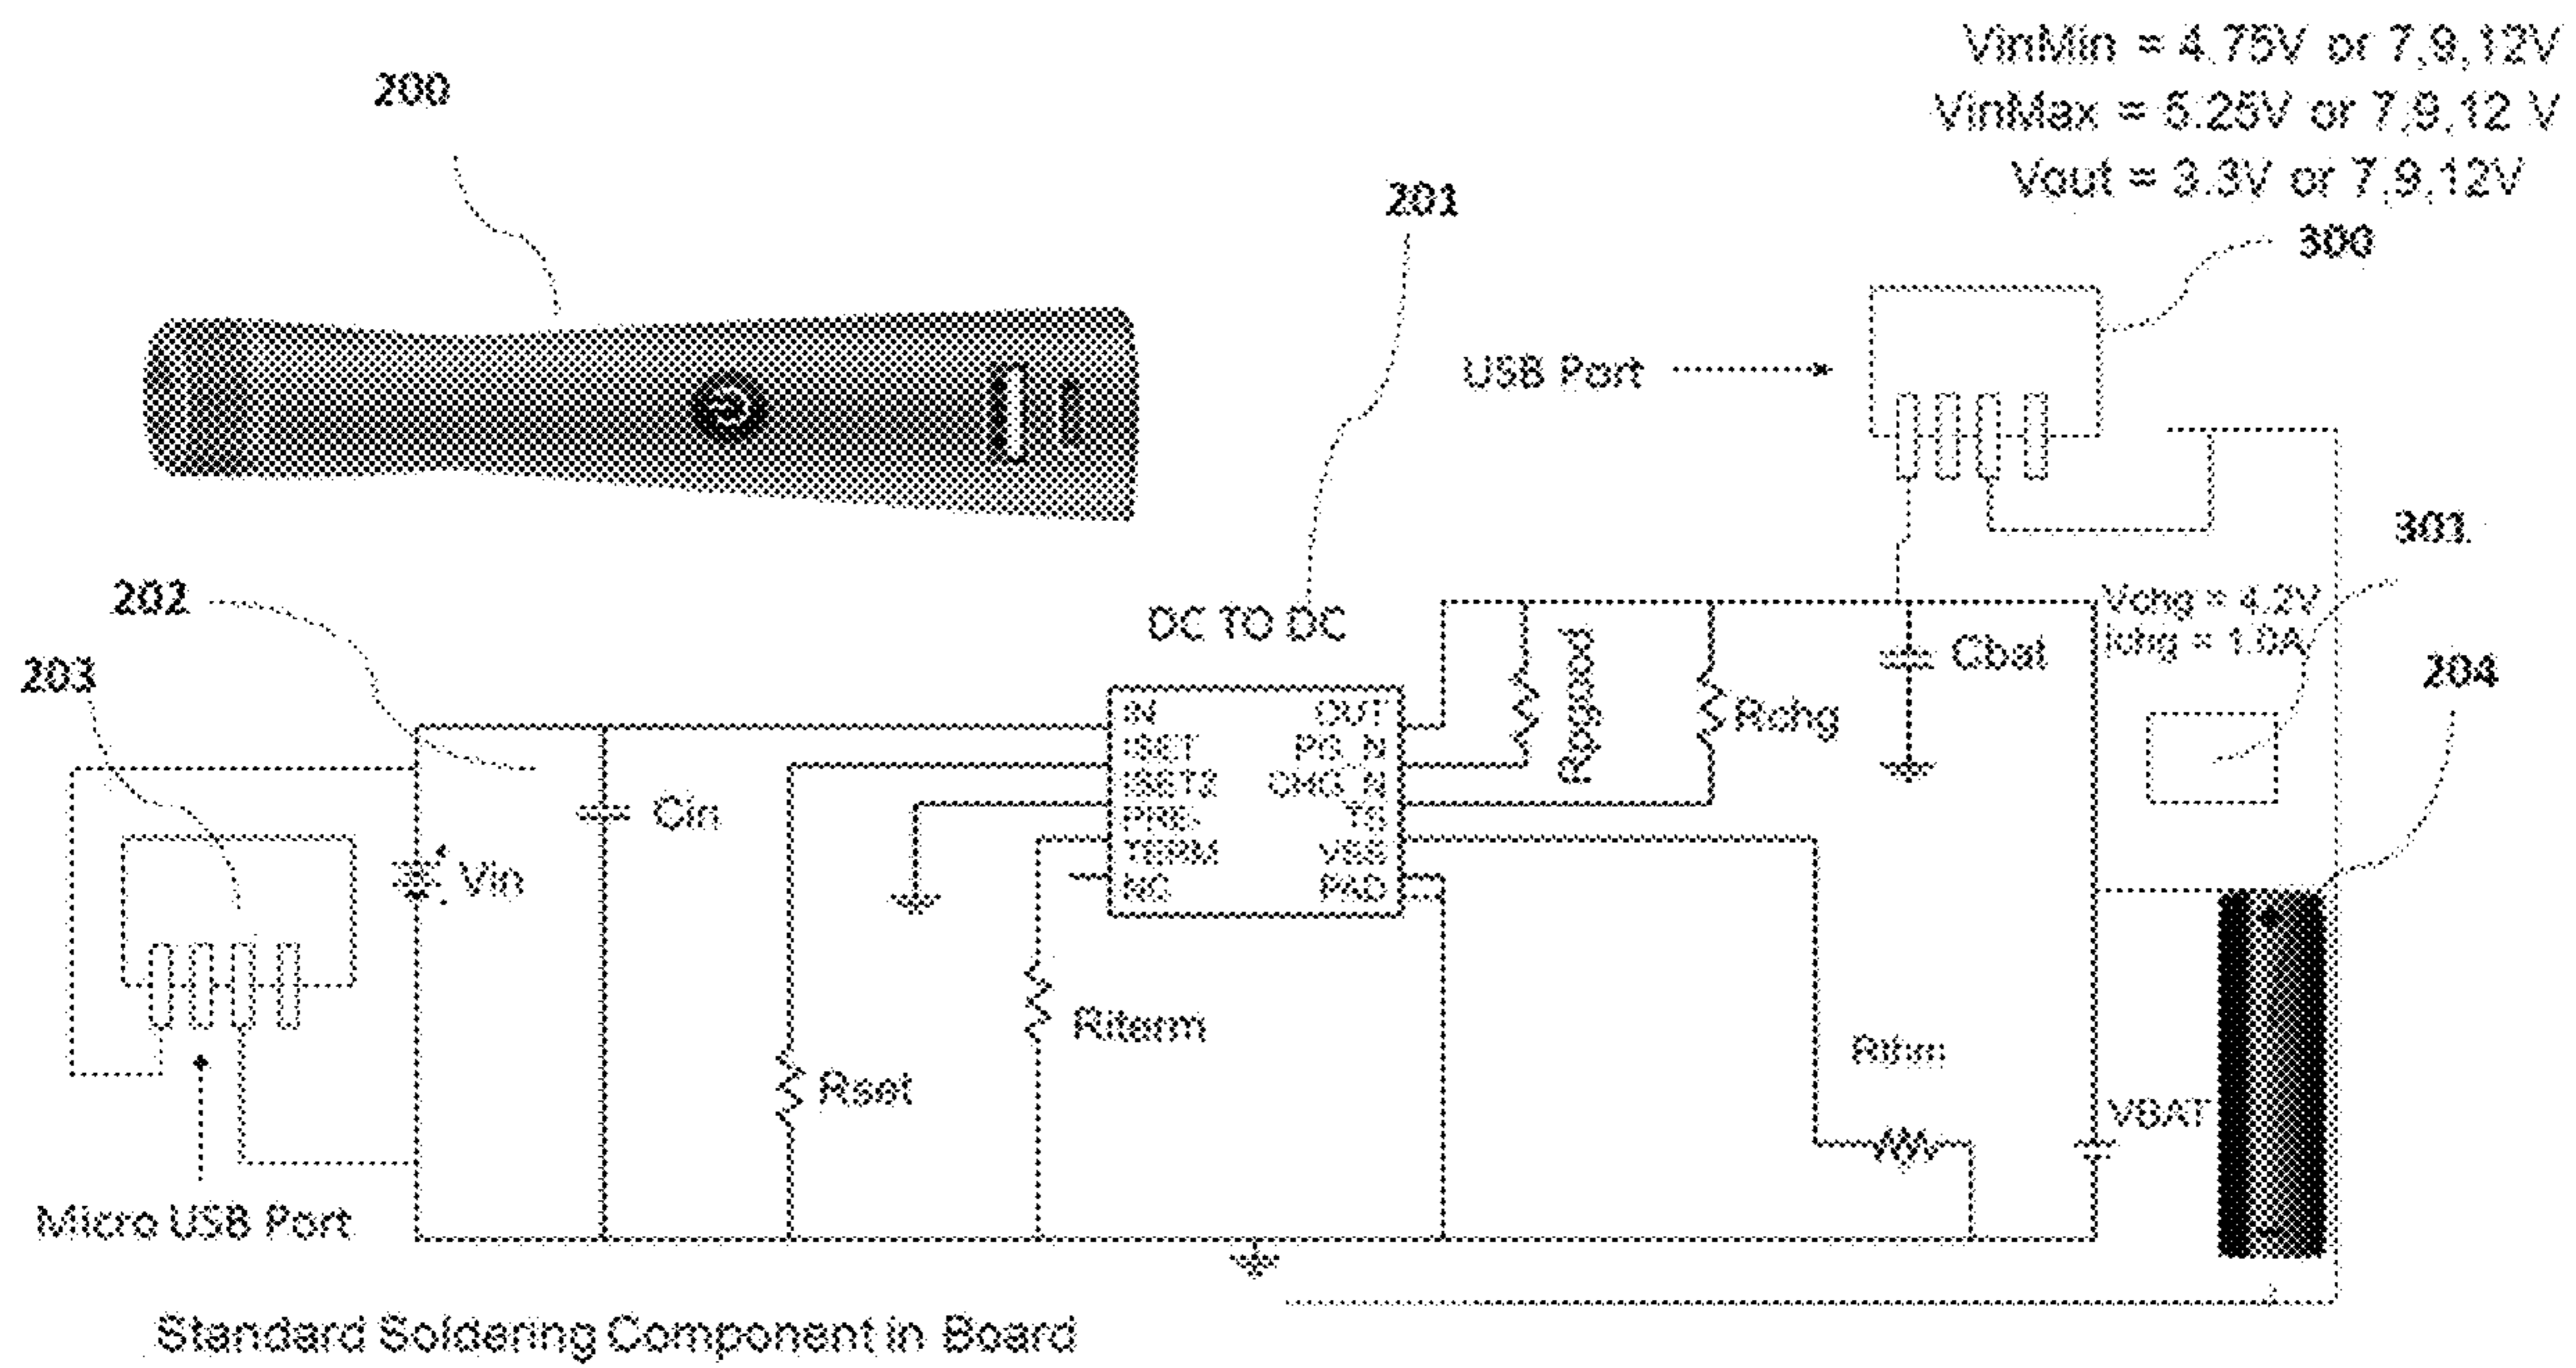 VinMin = 4.75V or 7,9,12V
VinMax = 5.25V or 7,9,12 V
Vout = 3.3V or 7,9,12V
200
201
300
USB Port
301
202
DC TO DC
Vchg = 4.2V
Ichg = 1.0A
203
204
Cbat
Rpgood
Rchg
IN OUT
ISET PG_N
ISET2 CHG_N
PRE TS
VSS
NC PAD
Cin
Vin
Riterm
Rset
Rthm
VBAT
Micro USB Port
Standard Soldering Component in Board